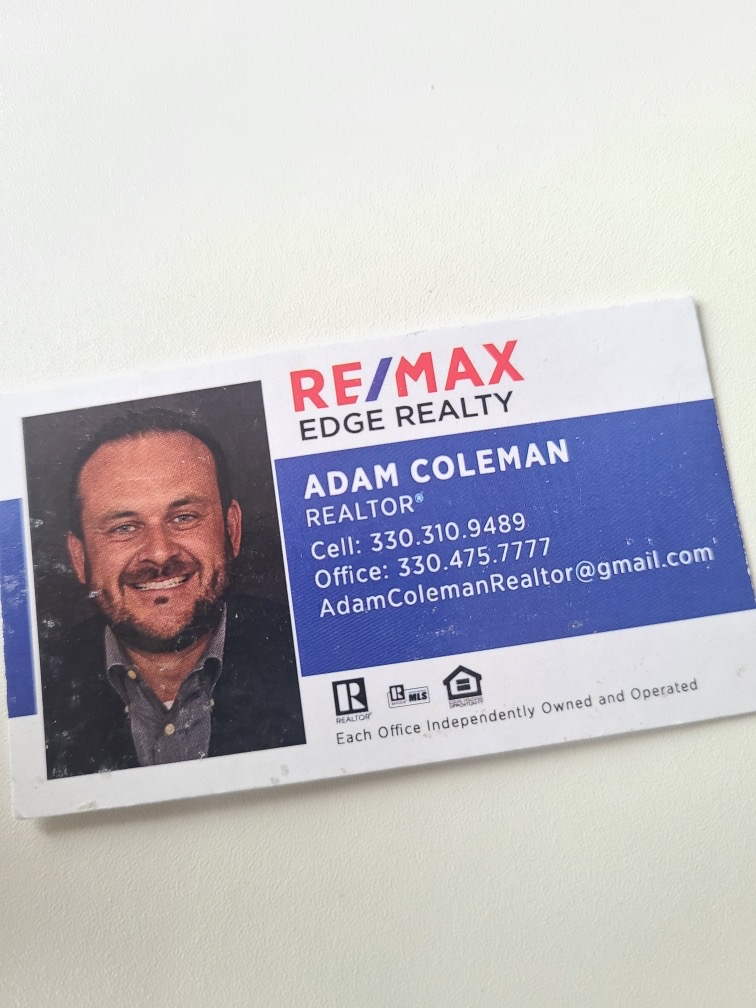 RE/MAX
EDGE REALTY
ADAM COLEMAN
REALTOR®
Cell: 330.310.9489
Office: 330.475.7777
AdamColemanRealtor@gmail.com
REALTOR® MLS
Each Office Independently Owned and Operated